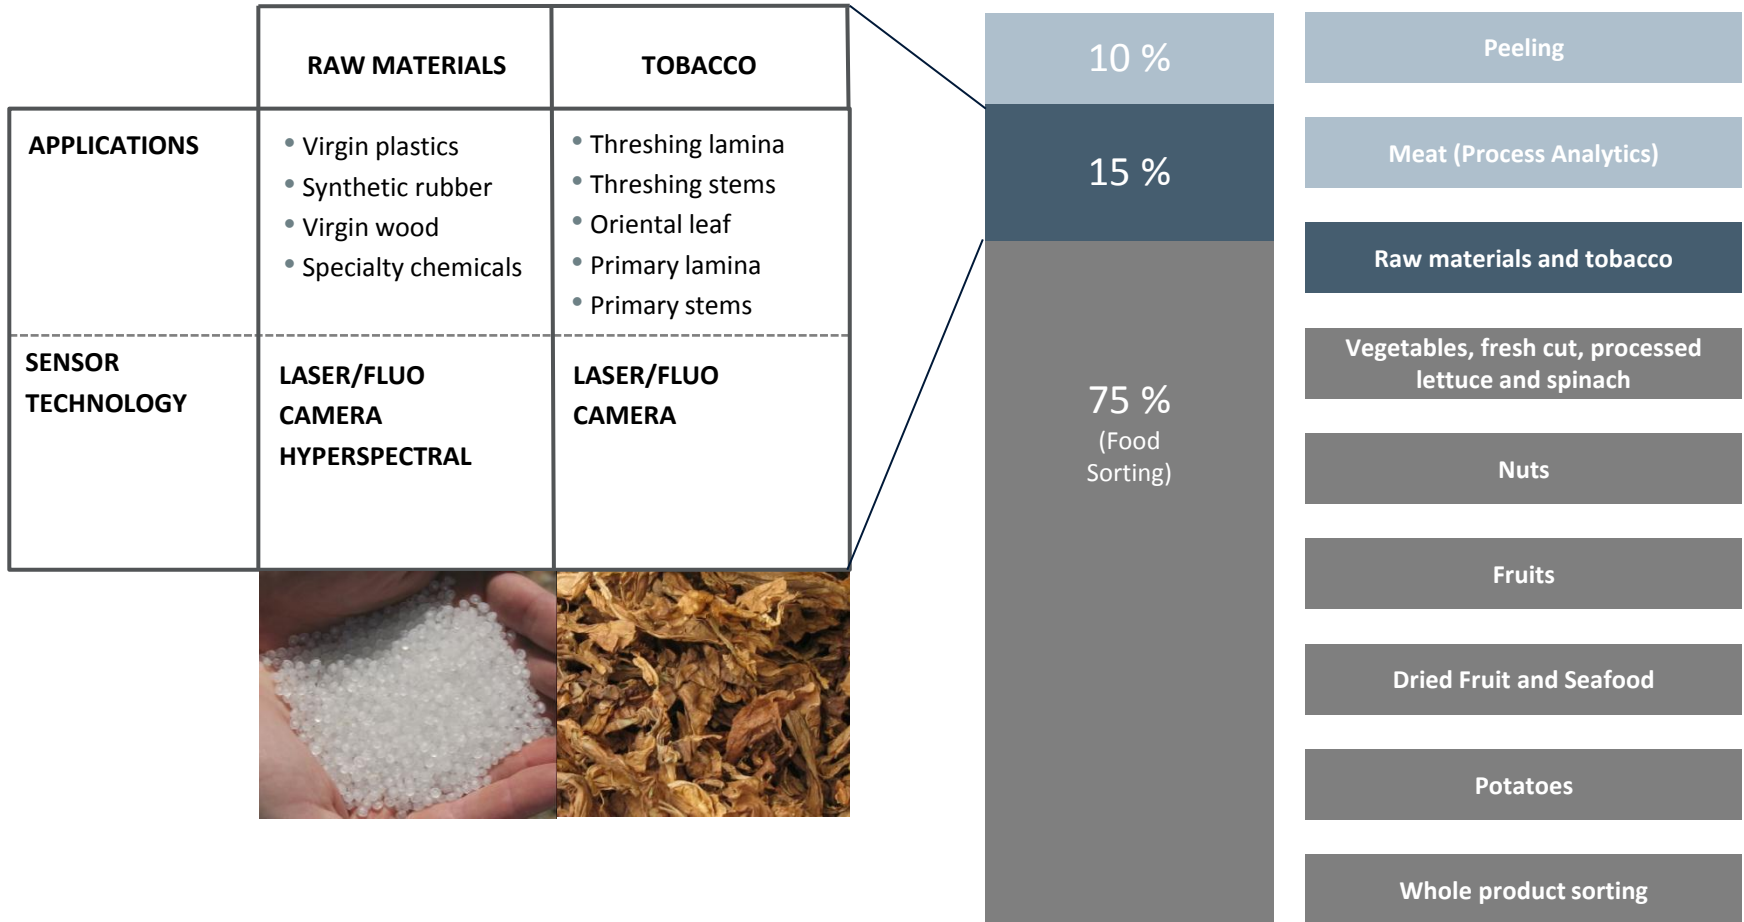 RAW MATERIALS
TOBACCO
APPLICATIONS
• Virgin plastics
• Synthetic rubber
• Virgin wood
• Specialty chemicals
• Threshing lamina
• Threshing stems
• Oriental leaf
• Primary lamina
• Primary stems
SENSOR
TECHNOLOGY
LASER/FLUO
CAMERA
HYPERSPECTRAL
LASER/FLUO
CAMERA
10 %
15 %
75 %
(Food
Sorting)
Peeling
Meat (Process Analytics)
Raw materials and tobacco
Vegetables, fresh cut, processed
lettuce and spinach
Nuts
Fruits
Dried Fruit and Seafood
Potatoes
Whole product sorting